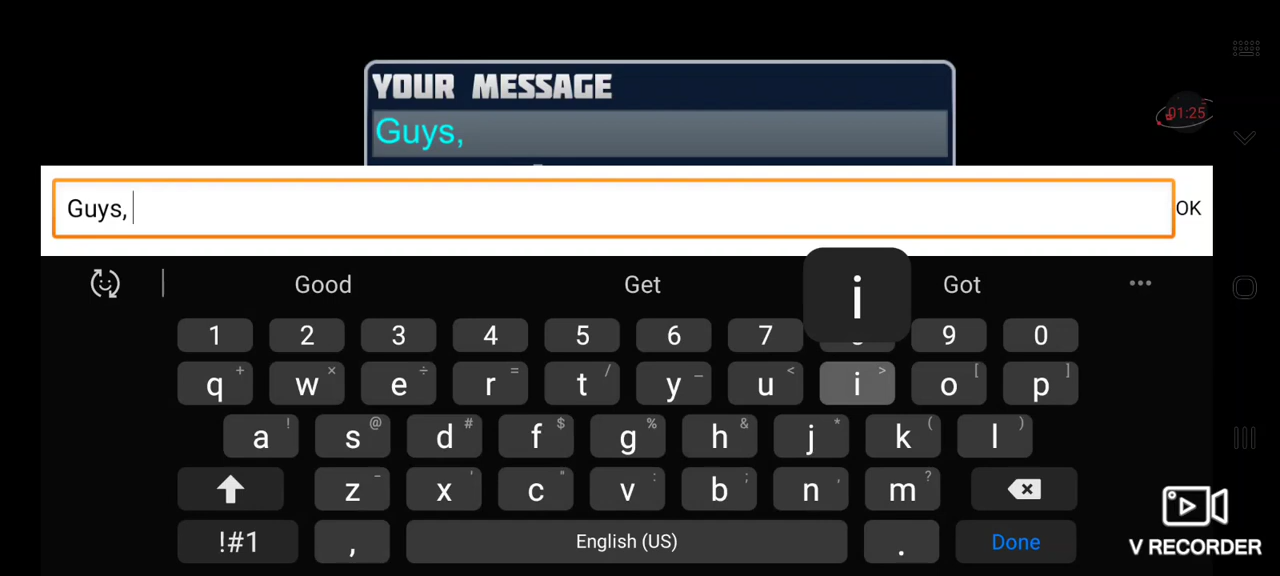 YOUR MESSAGE
Guys,
01:25
Guys,
OK
Good Get Got
i
1 2 3 4 5 6 7 9 0
q + w × e ÷ r = t / y _ u < i > o [ p ]
a ! s @ d # f $ g % h & j * k ( l )
z - x ' c " v : b ; n , m ?
!#1 , English (US) . Done
V RECORDER